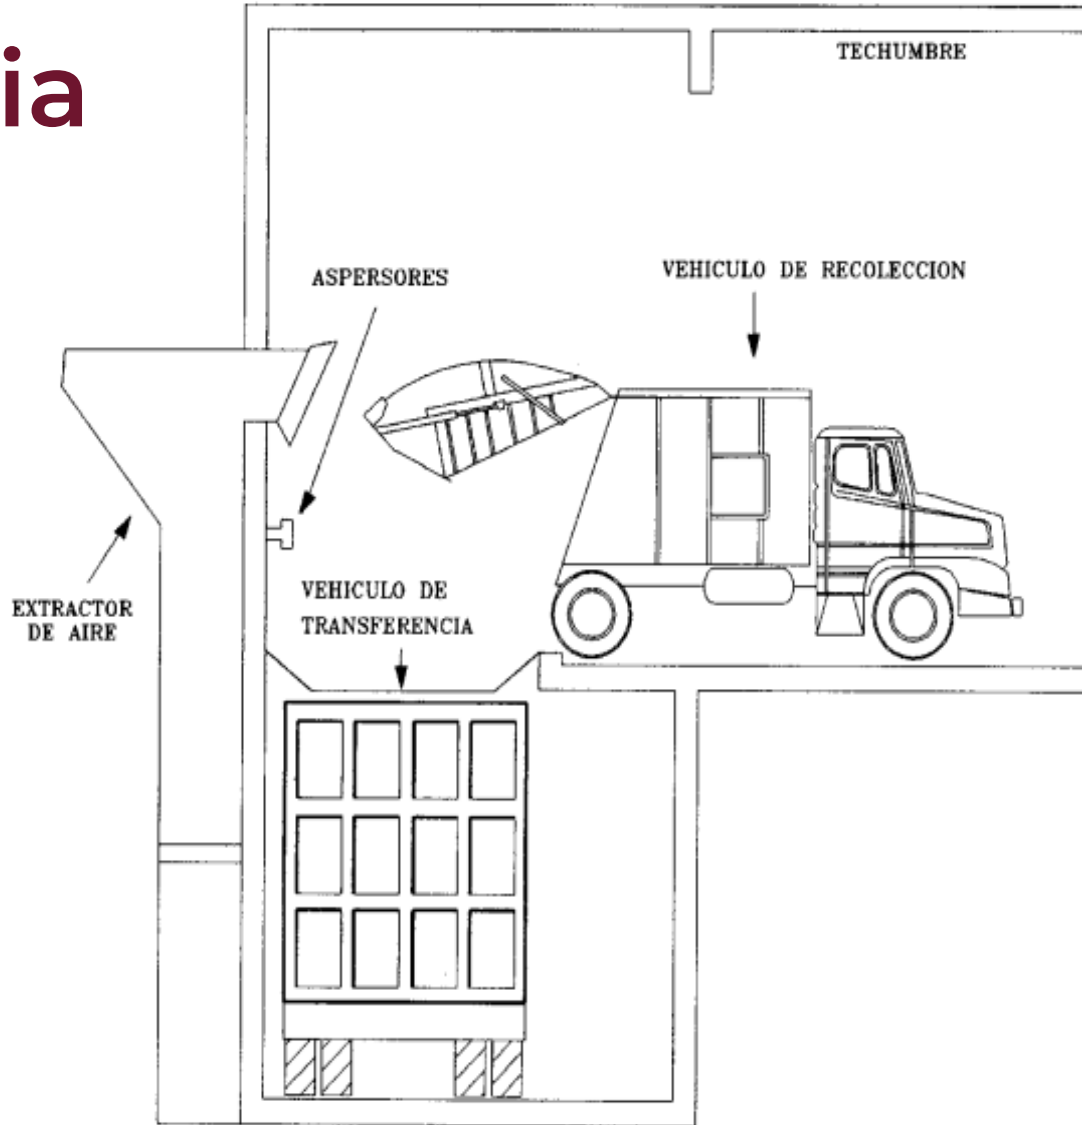 ia
TECHUMBRE
ASPERSORES
VEHICULO DE RECOLECCION
EXTRACTOR
DE AIRE
VEHICULO DE
TRANSFERENCIA